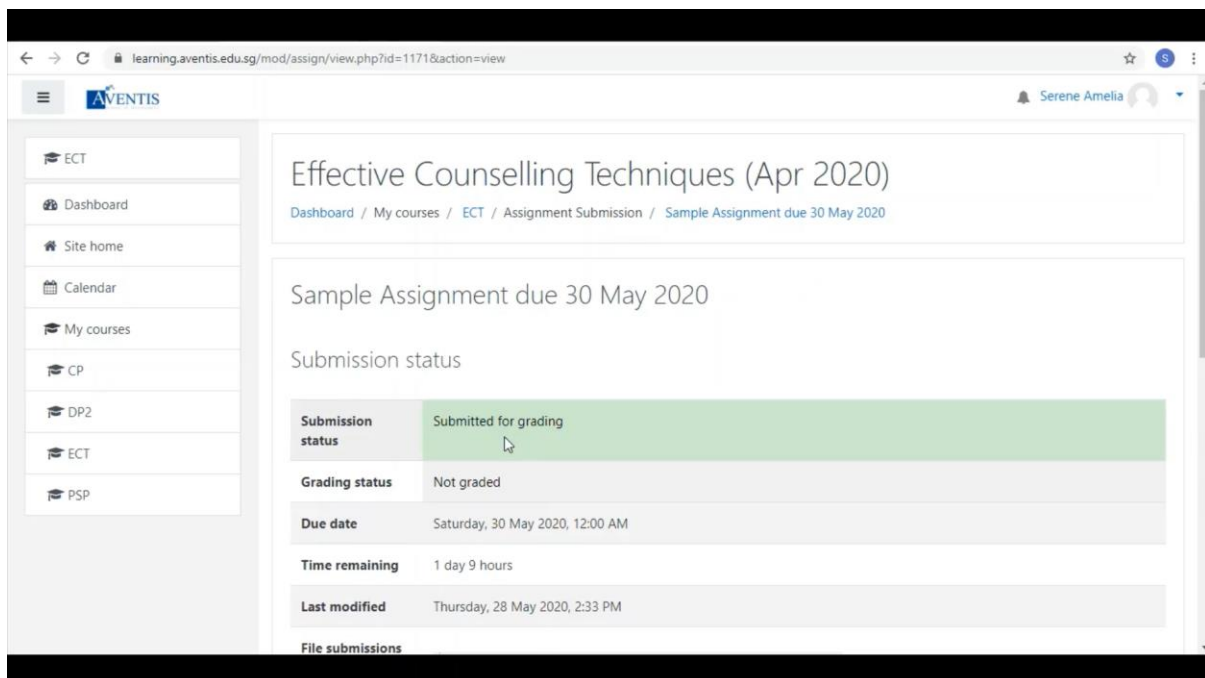 learning.aventis.edu.sg/mod/assign/view.php?id=1171&action=view
S
AVENTIS
Serene Amelia
ECT
Dashboard
Site home
Calendar
My courses
CP
DP2
ECT
PSP
Effective Counselling Techniques (Apr 2020)
Dashboard / My courses / ECT / Assignment Submission / Sample Assignment due 30 May 2020
Sample Assignment due 30 May 2020
Submission status
Submission status
Submitted for grading
Grading status
Not graded
Due date
Saturday, 30 May 2020, 12:00 AM
Time remaining
1 day 9 hours
Last modified
Thursday, 28 May 2020, 2:33 PM
File submissions